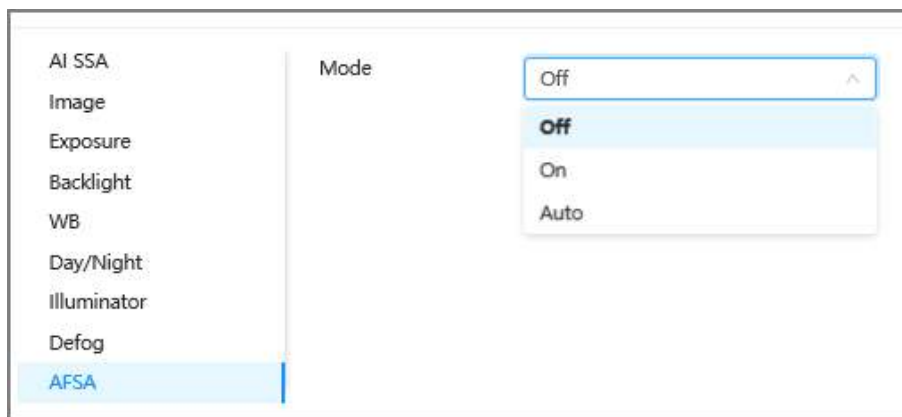 AI SSA
Image
Exposure
Backlight
WB
Day/Night
Illuminator
Defog
AFSA
Mode
Off
Off
On
Auto